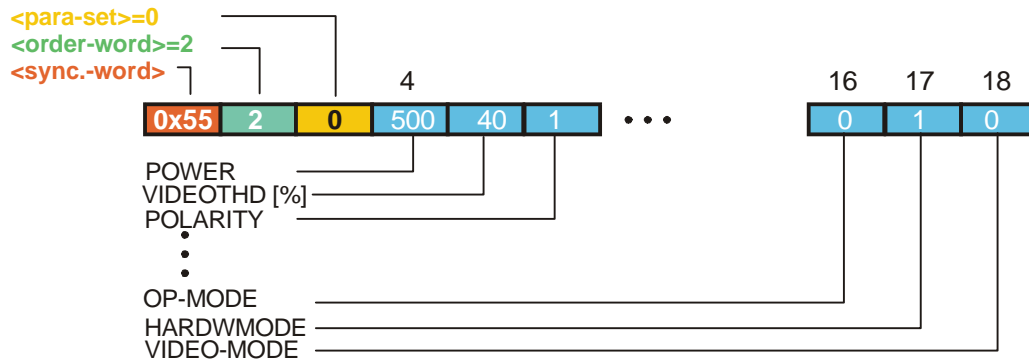 <para-set>=0
<order-word>=2
<sync.-word>
4 16 17 18
0x55 2 0 500 40 1 • • • 0 1 0
POWER
VIDEOTHD [%]
POLARITY
OP-MODE
HARDWMODE
VIDEO-MODE